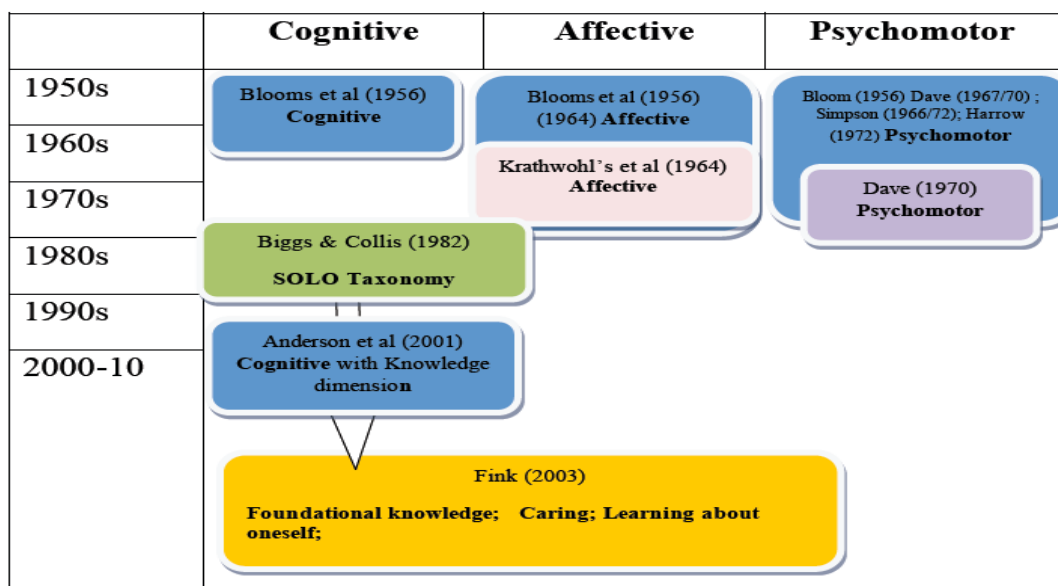 Cognitive Affective Psychomotor
1950s
1960s
1970s
1980s
1990s
2000-10
Blooms et al (1956)
Cognitive
Blooms et al (1956)
(1964) Affective
Krathwohl's et al (1964)
Affective
Bloom (1956) Dave (1967/70) ;
Simpson (1966/72); Harrow
(1972) Psychomotor
Dave (1970)
Psychomotor
Biggs & Collis (1982)
SOLO Taxonomy
Anderson et al (2001)
Cognitive with Knowledge
dimension
Fink (2003)
Foundational knowledge; Caring; Learning about
oneself;